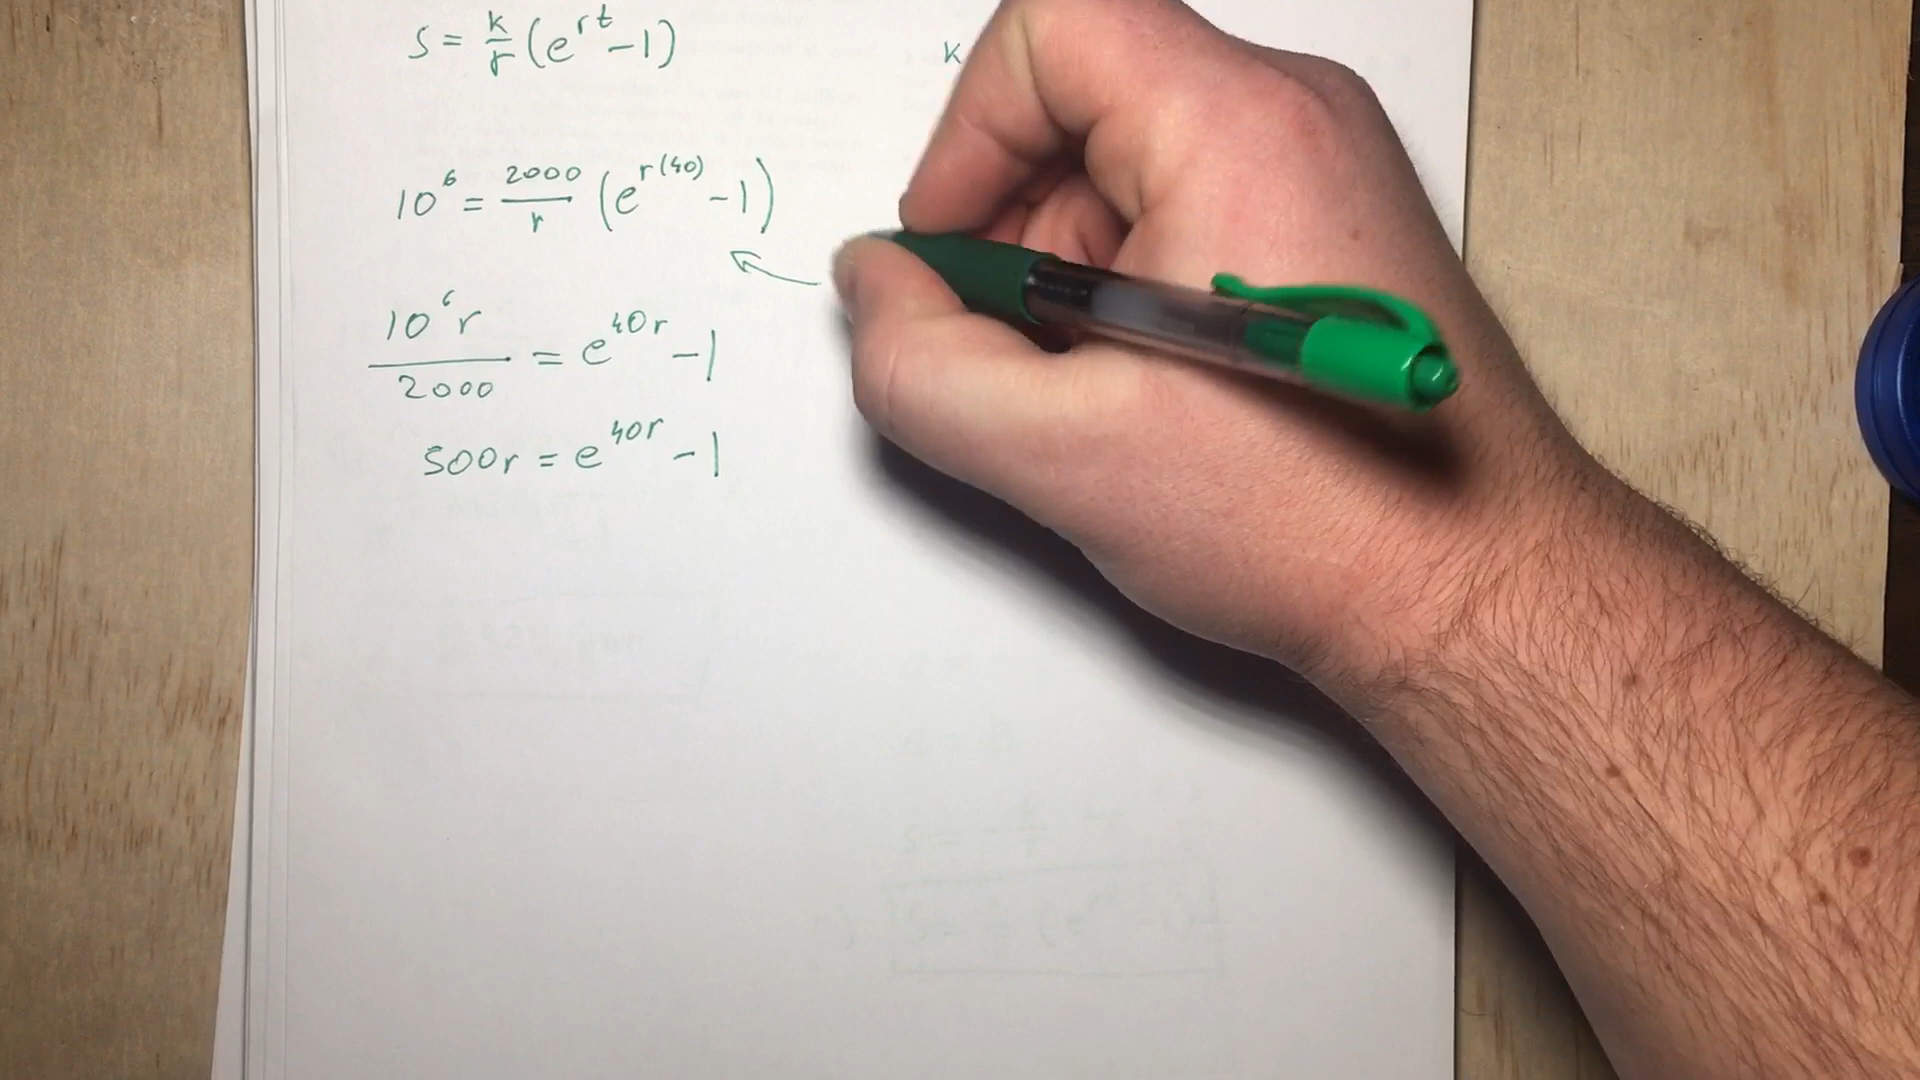 S = k/r (e^rt - 1) K
10^6 = 2000/r (e^r(40) - 1)
10^6 r/2000 = e^40r - 1
500r = e^40r - 1